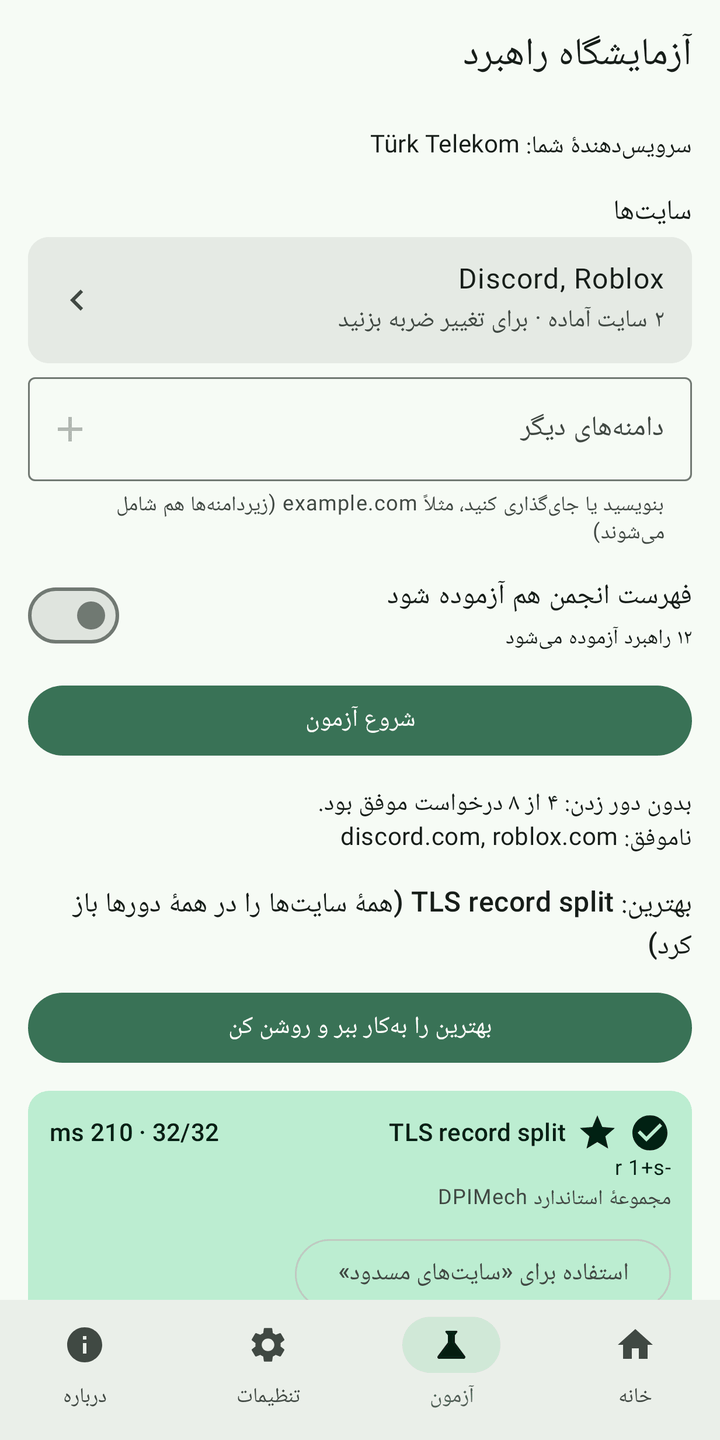 آزمایشگاه راهبرد
سرویس‌دهندهٔ شما: Türk Telekom
سایت‌ها
Discord, Roblox
۲ سایت آماده · برای تغییر ضربه بزنید
دامنه‌های دیگر
بنویسید یا جای‌گذاری کنید، مثلاً example.com (زیردامنه‌ها هم شامل
می‌شوند)
فهرست انجمن هم آزموده شود
۱۲ راهبرد آزموده می‌شود
شروع آزمون
بدون دور زدن: ۴ از ۸ درخواست موفق بود.
ناموفق: discord.com, roblox.com
بهترین: TLS record split (همهٔ سایت‌ها را در همهٔ دورها باز
کرد)
بهترین را به‌کار ببر و روشن کن
TLS record split
ms 210 · 32/32
r 1+s-
مجموعهٔ استاندارد DPIMech
استفاده برای «سایت‌های مسدود»
خانه
آزمون
تنظیمات
درباره